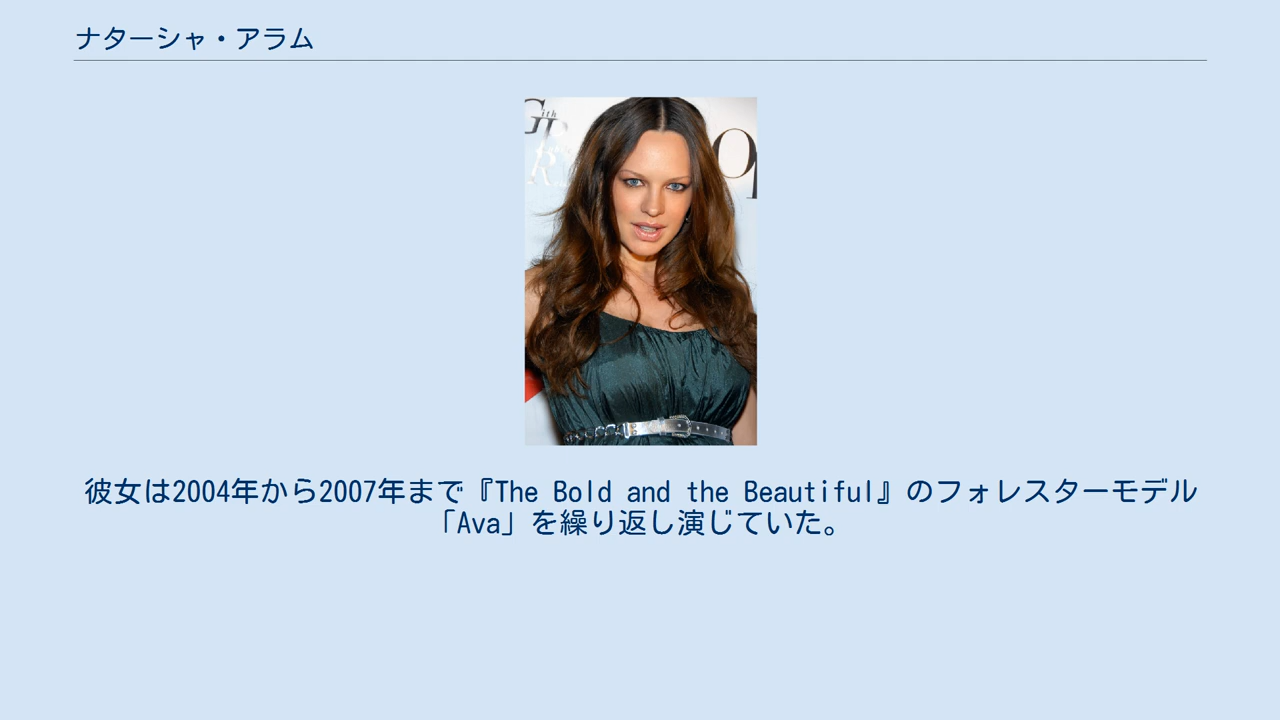 ナターシャ・アラム
彼女は2004年から2007年まで『The Bold and the Beautiful』のフォレスターモデル
「Ava」を繰り返し演じていた。